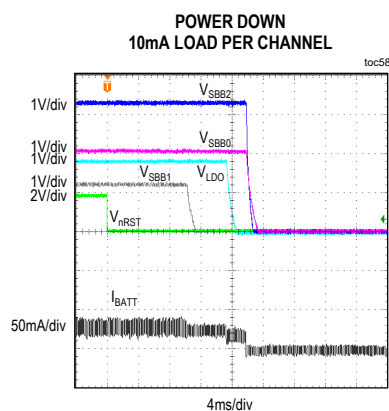 POWER DOWN
10mA LOAD PER CHANNEL
toc58
U
VSBB2
1V/div
VSBB0
1V/div
1V/div
VSBB1
VLDO
1V/div
2V/div
VnRST
IBATT
50mA/div
4ms/div